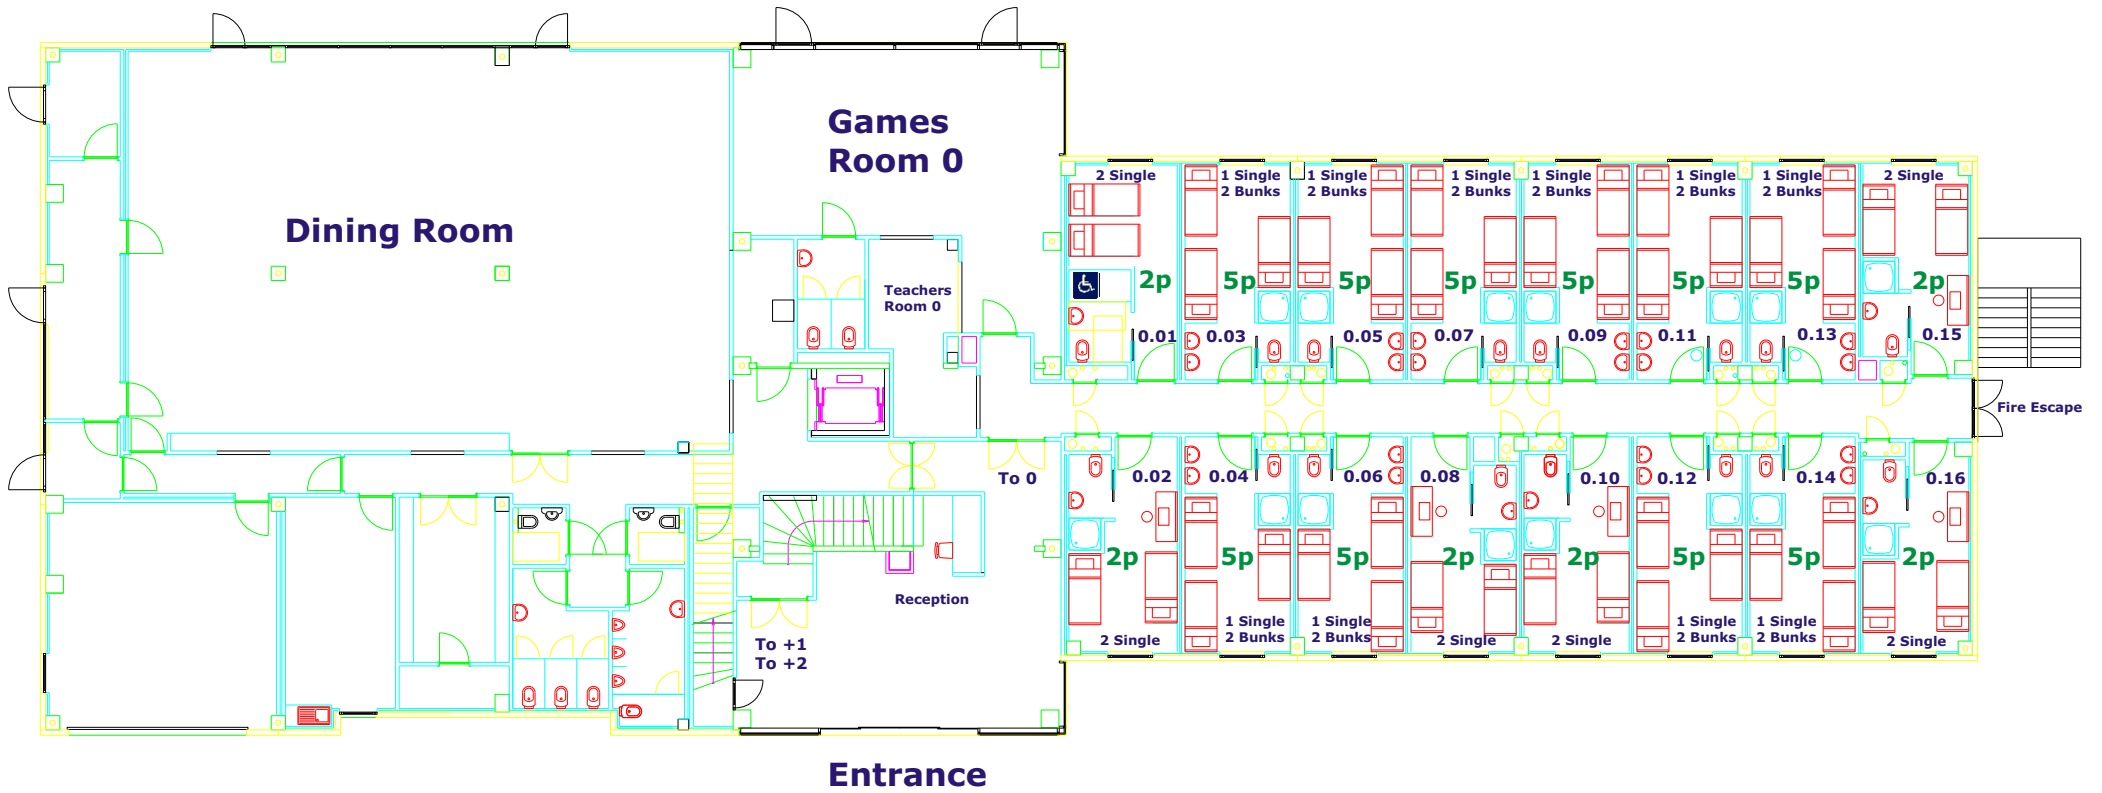 Games
Room 0
Dining Room
Teachers
Room 0
2 Single
1 Single
2 Bunks
1 Single
2 Bunks
1 Single
2 Bunks
1 Single
2 Bunks
1 Single
2 Bunks
1 Single
2 Bunks
2 Single
2p
5p
5p
5p
5p
5p
5p
2p
0.01
0.03
0.05
0.07
0.09
0.11
0.13
0.15
Fire Escape
To 0
0.02
0.04
0.06
0.08
0.10
0.12
0.14
0.16
2p
5p
5p
2p
2p
5p
5p
2p
Reception
2 Single
1 Single
2 Bunks
1 Single
2 Bunks
2 Single
2 Single
1 Single
2 Bunks
1 Single
2 Bunks
2 Single
To +1
To +2
Entrance